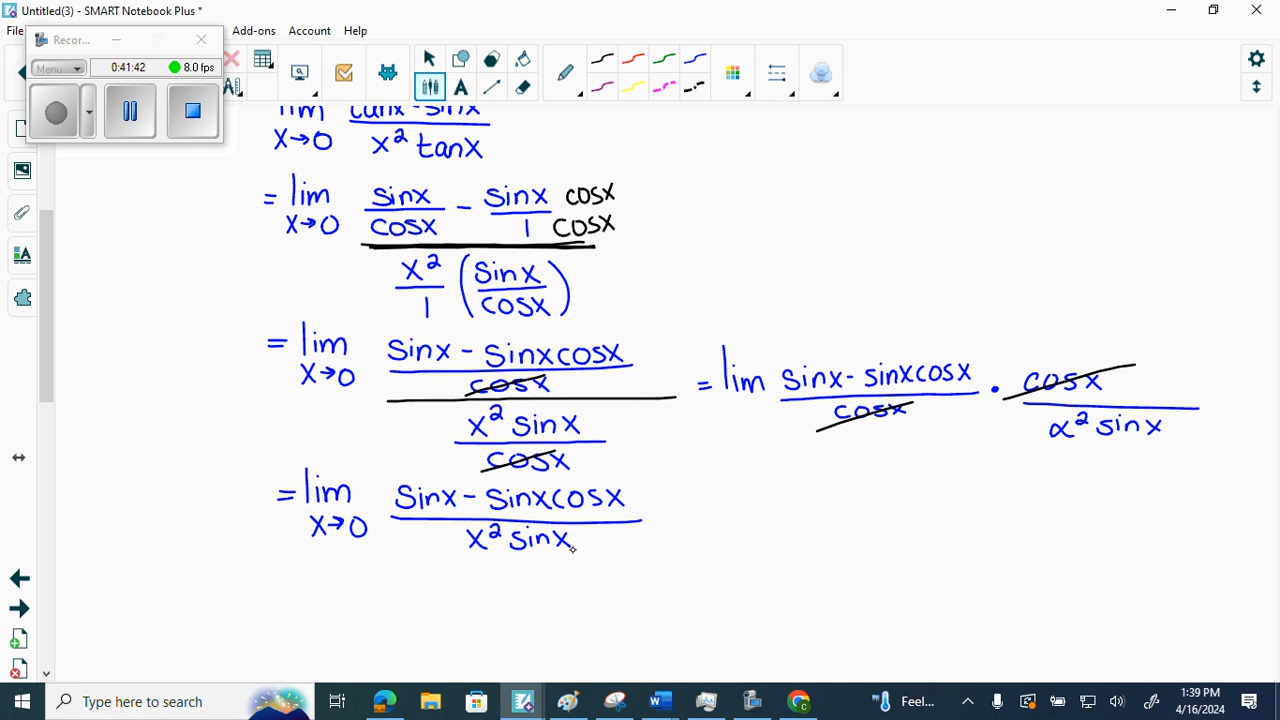 Untitled(3) - SMART Notebook Plus *
Add-ons Account Help
Recor...
Menu 0:41:42 8.0 fps
lim tanx - sinx
x→0 x² tanx
= lim sinx/cosx - sinx/1 cosx/cosx
x→0
x²/1 (sinx/cosx)
= lim sinx - sinxcosx
x→0 cosx
x² sinx
cosx
= lim sinx - sinxcosx • cosx
cosx x² sinx
= lim sinx - sinxcosx
x→0 x² sinx
Type here to search
Feel...
1:39 PM
4/16/2024